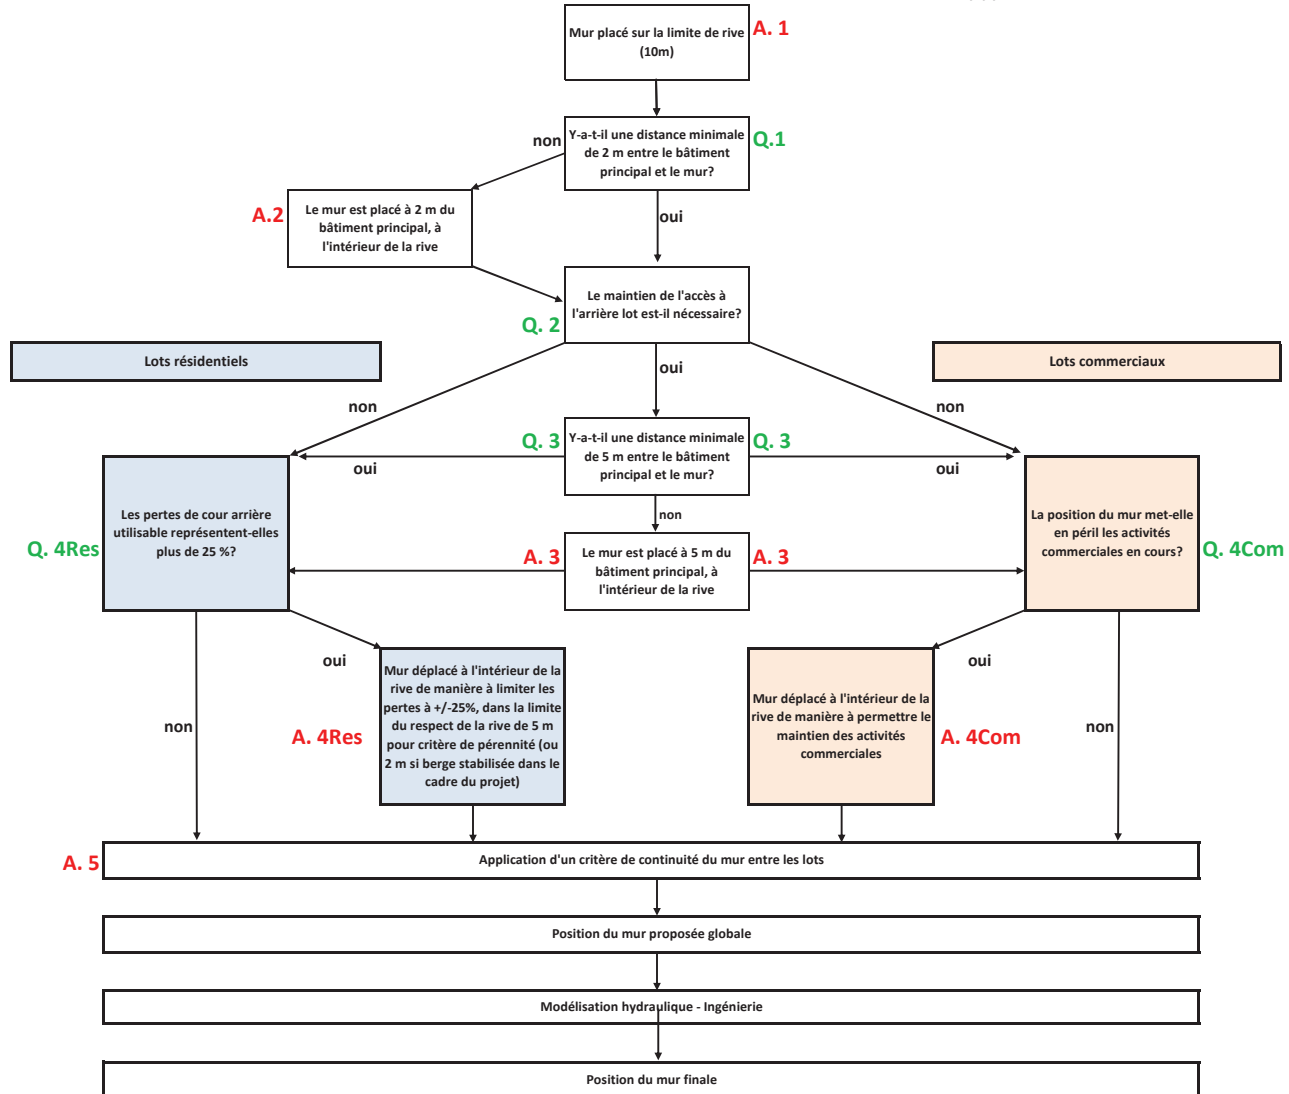 Mur placé sur la limite de rive
(10m)
A. 1
non
Y-a-t-il une distance minimale
de 2 m entre le bâtiment
principal et le mur?
Q.1
A.2
Le mur est placé à 2 m du
bâtiment principal, à
l'intérieur de la rive
oui
Le maintien de l'accès à
l'arrière lot est-il nécessaire?
Q. 2
Lots résidentiels
Lots commerciaux
oui
non
non
Q. 3
Y-a-t-il une distance minimale
de 5 m entre le bâtiment
principal et le mur?
Q. 3
oui
oui
Q. 4Res
Les pertes de cour arrière
utilisable représentent-elles
plus de 25 %?
non
La position du mur met-elle
en péril les activités
commerciales en cours?
Q. 4Com
A. 3
Le mur est placé à 5 m du
bâtiment principal, à
l'intérieur de la rive
A. 3
oui
oui
non
A. 4Res
Mur déplacé à l'intérieur de la
rive de manière à limiter les
pertes à +/-25%, dans la limite
du respect de la rive de 5 m
pour critère de pérennité (ou
2 m si berge stabilisée dans le
cadre du projet)
Mur déplacé à l'intérieur de la
rive de manière à permettre le
maintien des activités
commerciales
A. 4Com
non
A. 5
Application d'un critère de continuité du mur entre les lots
Position du mur proposée globale
Modélisation hydraulique - Ingénierie
Position du mur finale